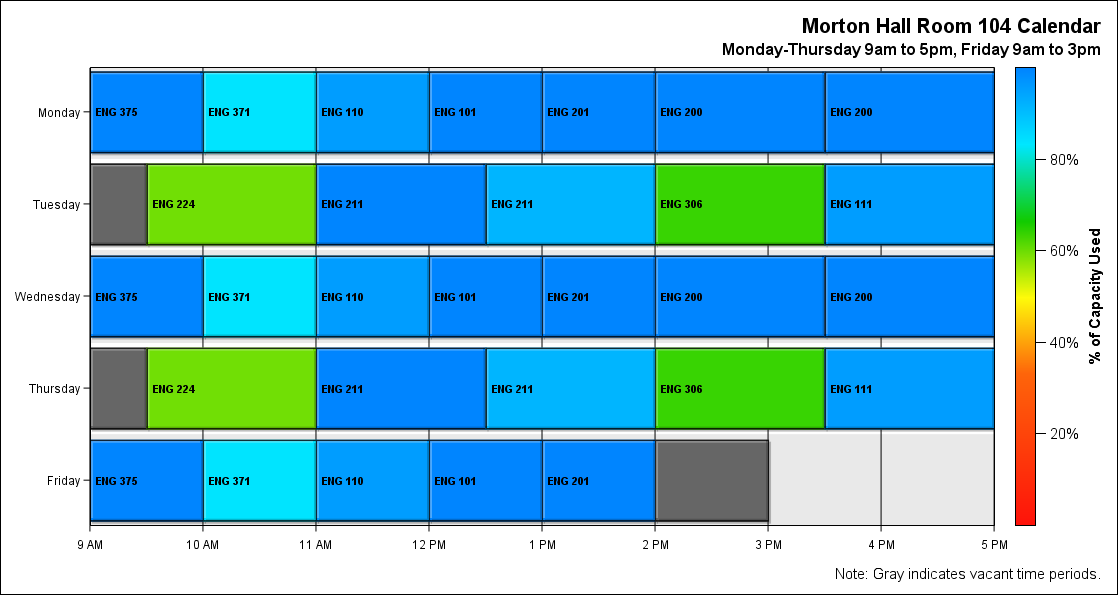 Morton Hall Room 104 Calendar
Monday-Thursday 9am to 5pm, Friday 9am to 3pm
Monday ENG 375 ENG 371 ENG 110 ENG 101 ENG 201 ENG 200 ENG 200
80%
Tuesday ENG 224 ENG 211 ENG 211 ENG 306 ENG 111
60%
Wednesday ENG 375 ENG 371 ENG 110 ENG 101 ENG 201 ENG 200 ENG 200
% of Capacity Used
40%
Thursday ENG 224 ENG 211 ENG 211 ENG 306 ENG 111
20%
Friday ENG 375 ENG 371 ENG 110 ENG 101 ENG 201
9 AM 10 AM 11 AM 12 PM 1 PM 2 PM 3 PM 4 PM 5 PM
Note: Gray indicates vacant time periods.